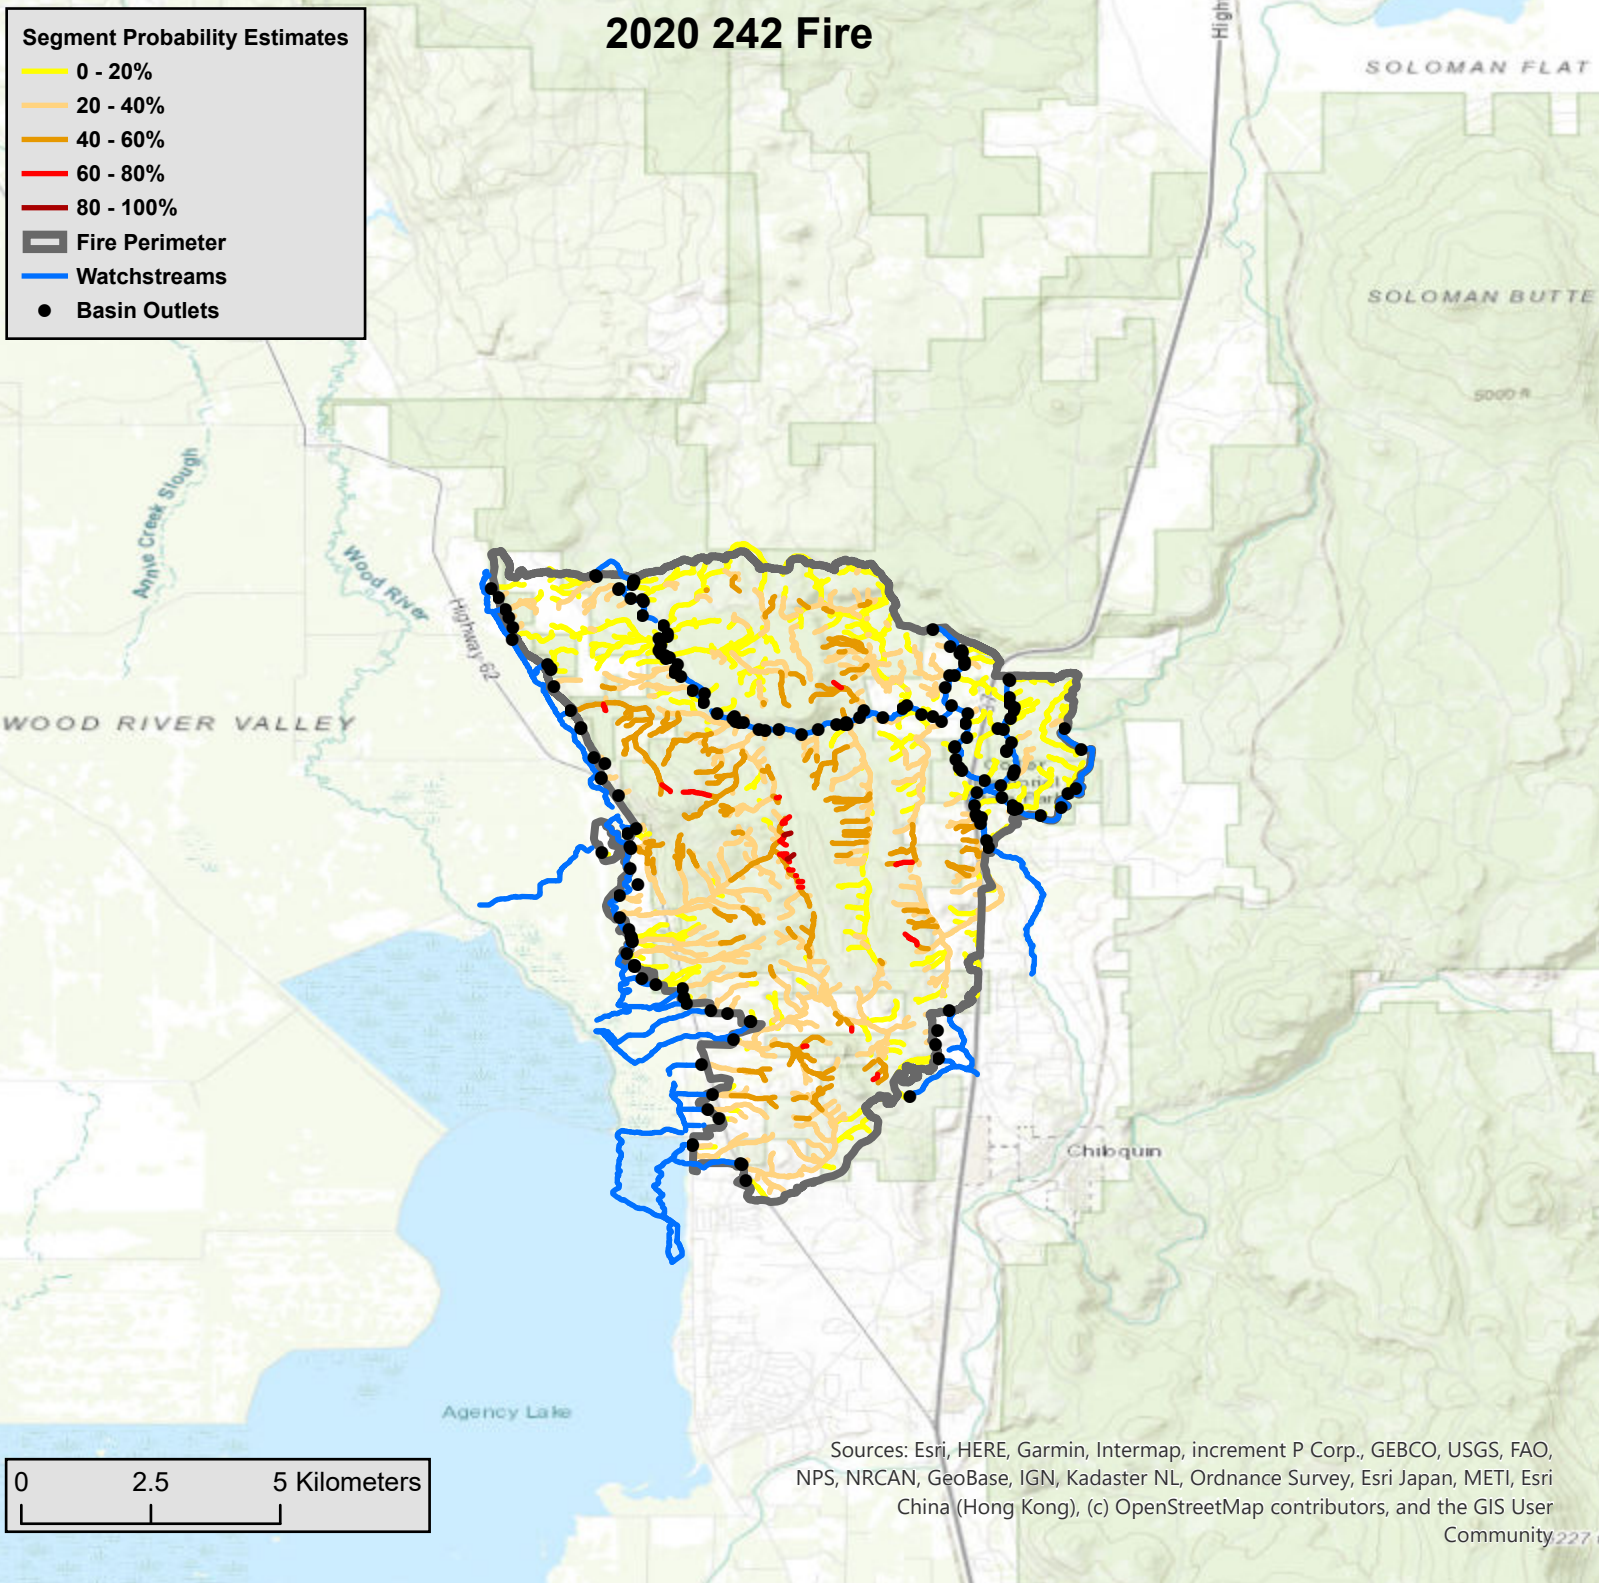 2020 242 Fire
Segment Probability Estimates
0 - 20%
20 - 40%
40 - 60%
60 - 80%
80 - 100%
Fire Perimeter
Watchstreams
Basin Outlets
High
SOLOMAN FLAT
SOLOMAN BUTTE
5000 ft
Annie Creek Slough
Wood River
Highway 62
WOOD RIVER VALLEY
Chiloquin
Agency Lake
0 2.5 5 Kilometers
Sources: Esri, HERE, Garmin, Intermap, increment P Corp., GEBCO, USGS, FAO,
NPS, NRCAN, GeoBase, IGN, Kadaster NL, Ordnance Survey, Esri Japan, METI, Esri
China (Hong Kong), (c) OpenStreetMap contributors, and the GIS User
Community